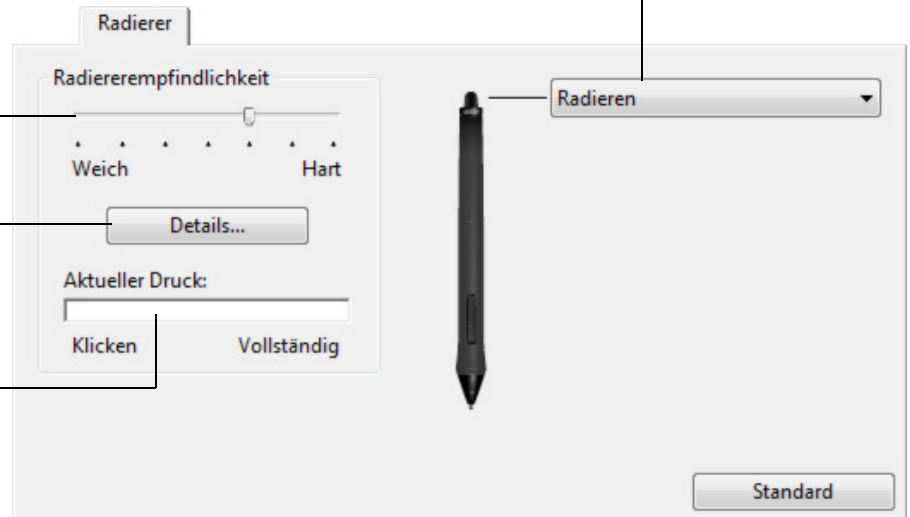 Radierer
Radiererempfindlichkeit
Radieren
Weich Hart
Details...
Aktueller Druck:
Klicken Vollständig
Standard